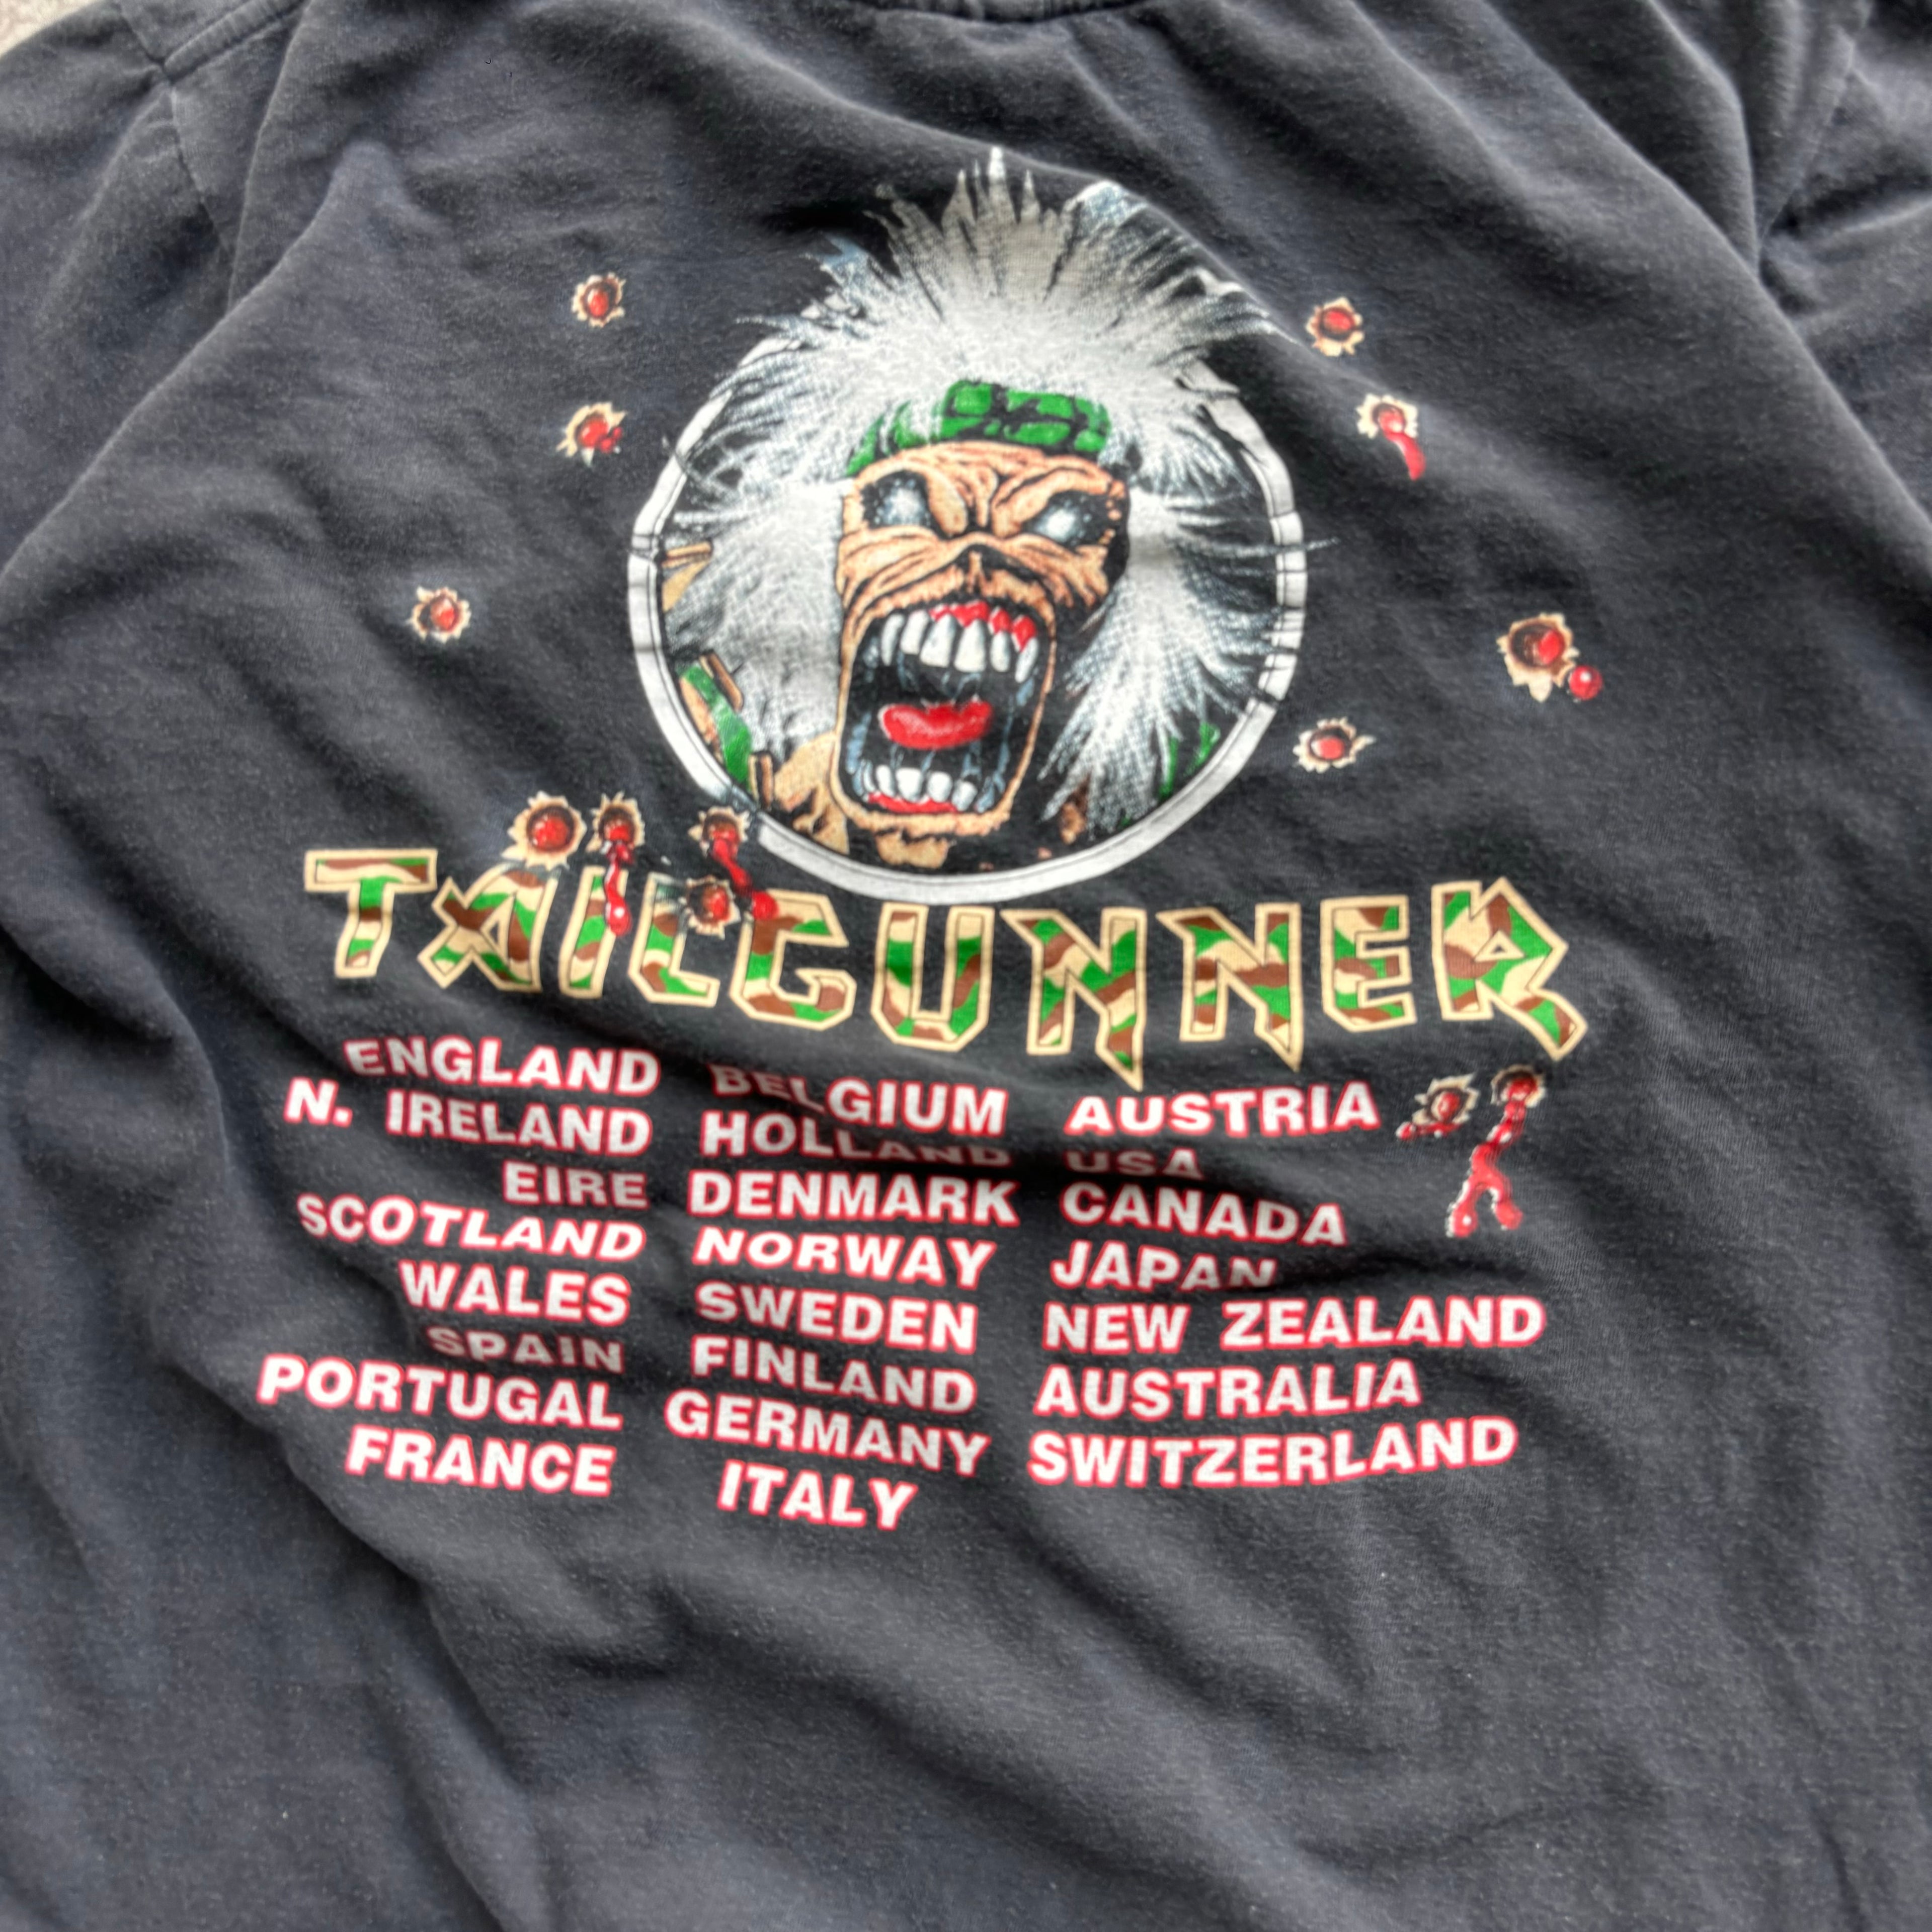 TAILGUNNER
ENGLAND BELGIUM AUSTRIA
N. IRELAND HOLLAND USA
EIRE DENMARK CANADA
SCOTLAND NORWAY JAPAN
WALES SWEDEN NEW ZEALAND
SPAIN FINLAND AUSTRALIA
PORTUGAL GERMANY SWITZERLAND
FRANCE ITALY